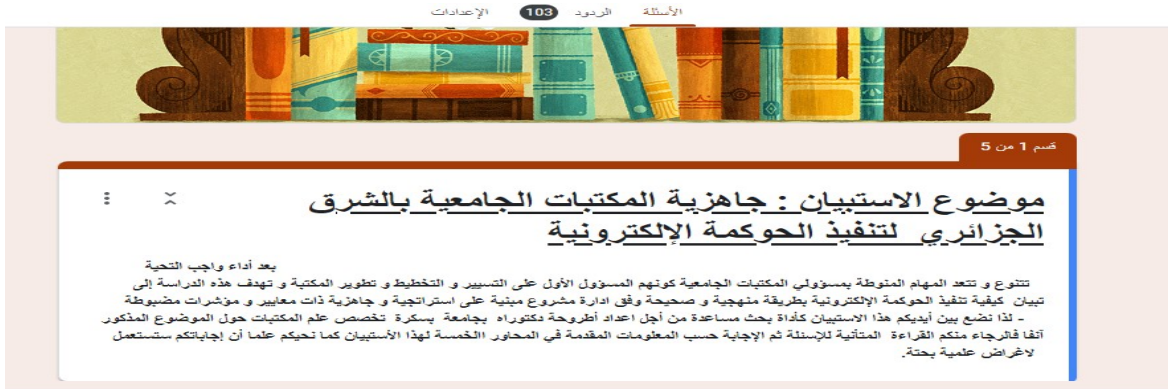 الأسئلة الردود 103 الإعدادات
قسم 1 من 5
موضوع الاستبيان : جاهزية المكتبات الجامعية بالشرق
الجزائري لتنفيذ الحوكمة الإلكترونية
بعد أداء واجب التحية
تتنوع و تتعد المهام المنوطة بمسؤولي المكتبات الجامعية كونهم المسؤول الأول على التسيير و التخطيط و تطوير المكتبة و تهدف هذه الدراسة إلى
تبيان كيفية تنفيذ الحوكمة الإلكترونية بطريقة منهجية و صحيحة وفق ادارة مشروع مبنية على استراتجية و جاهزية ذات معايير و مؤشرات مضبوطة
- لذا نضع بين أيديكم هذا الاستبيان كأداة بحث مساعدة من أجل اعداد أطروحة دكتوراه بجامعة بسكرة تخصص علم المكتبات حول الموضوع المذكور
آنفا فالرجاء منكم القراءة المتأنية للإسئلة ثم الإجابة حسب المعلومات المقدمة في المحاور االخمسة لهذا الأستبيان كما نحيكم علما أن إجاباتكم ستستعمل
لاغراض علمية بحتة.